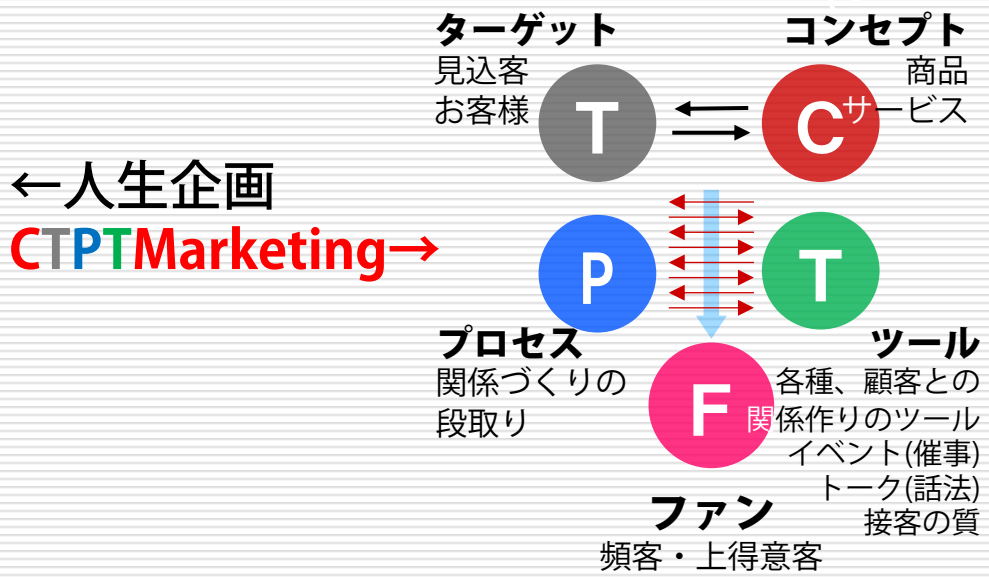 ターゲット
見込客
お客様
T
コンセプト
商品
サービス
C
←人生企画
CTPTMarketing→
P
T
プロセス
関係づくりの
段取り
ツール
各種、顧客との
関係作りのツール
イベント(催事)
トーク(話法)
接客の質
F
ファン
頻客・上得意客